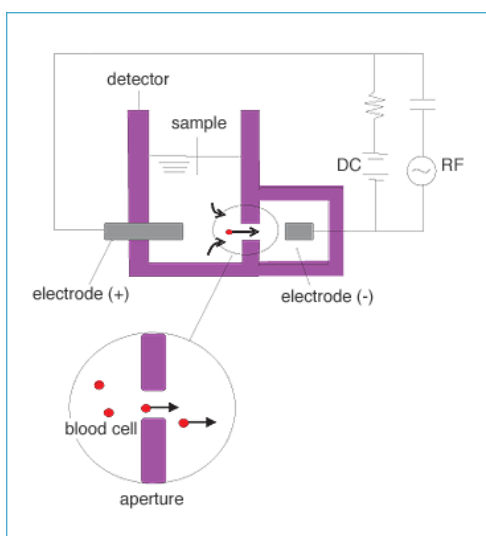 detector
sample
DC
RF
electrode (+)
electrode (-)
blood cell
aperture